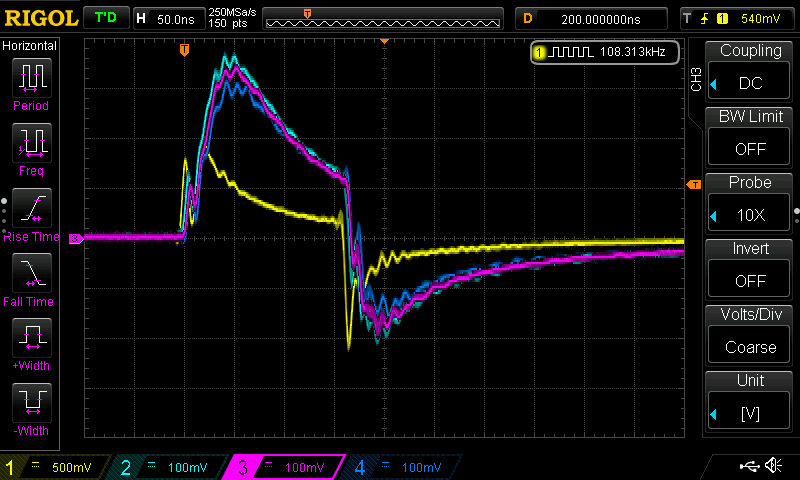 RIGOL T'D H 50.0ns 250MSa/s 150 pts D 200.000000ns T 1 540mV
Horizontal
Period
Freq
Rise Time
Fall Time
+Width
-Width
T
1 108.313kHz
3
T
CH3
Coupling
DC
BW Limit
OFF
Probe
10X
Invert
OFF
Volts/Div
Coarse
Unit
[V]
1 500mV 2 100mV 3 100mV 4 100mV